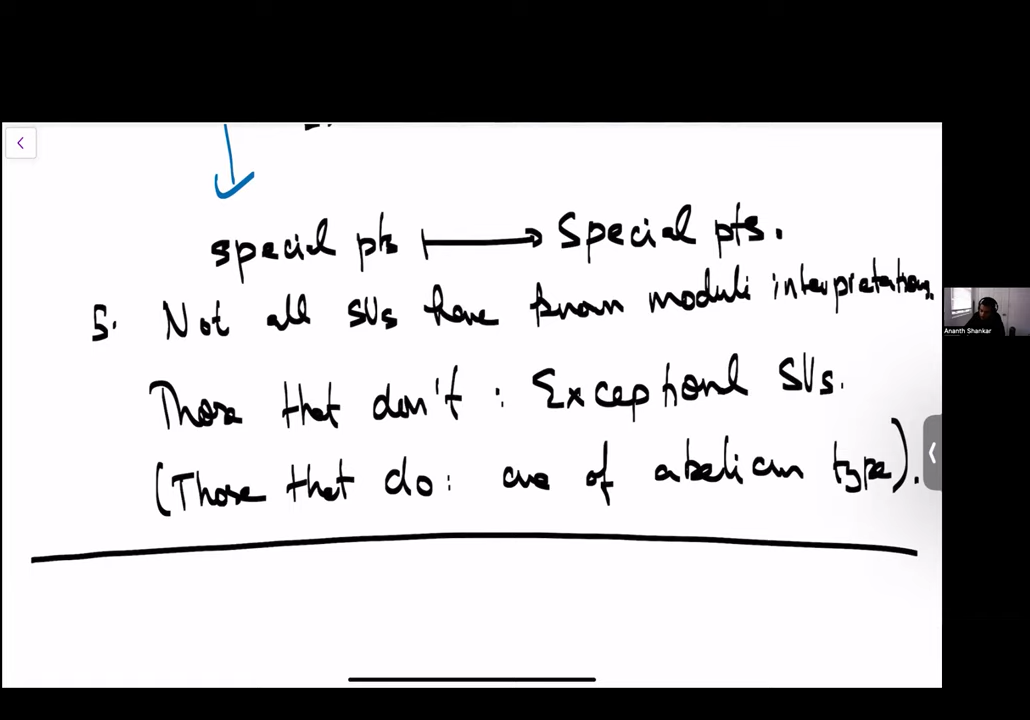 special pts ⟼ Special pts.
5. Not all SVs have known moduli interpretations.
Those that don't : Exceptional SVs.
(Those that do: are of abelian type).
Ananth Shankar